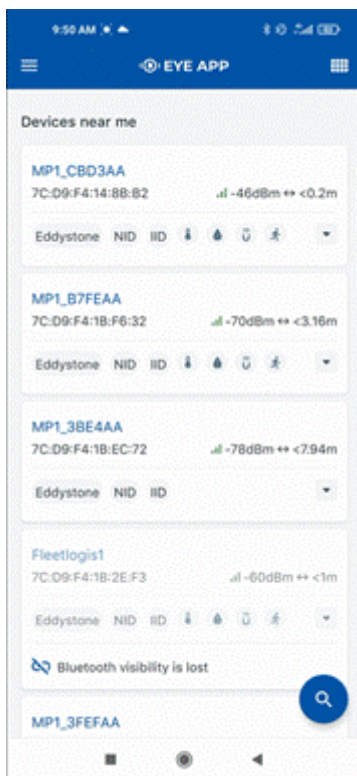 9:50 AM
EYE APP
Devices near me
MP1_CBD3AA
7C:D9:F4:14:8B:B2 -46dBm ↔ <0.2m
Eddystone NID IID
MP1_B7FEAA
7C:D9:F4:1B:F6:32 -70dBm ↔ <3.16m
Eddystone NID IID
MP1_3BE4AA
7C:D9:F4:1B:EC:72 -78dBm ↔ <7.94m
Eddystone NID IID
Fleetlogist1
7C:D9:F4:1B:2E:F3 -60dBm ↔ <1m
Eddystone NID IID
Bluetooth visibility is lost
MP1_3FEFAA